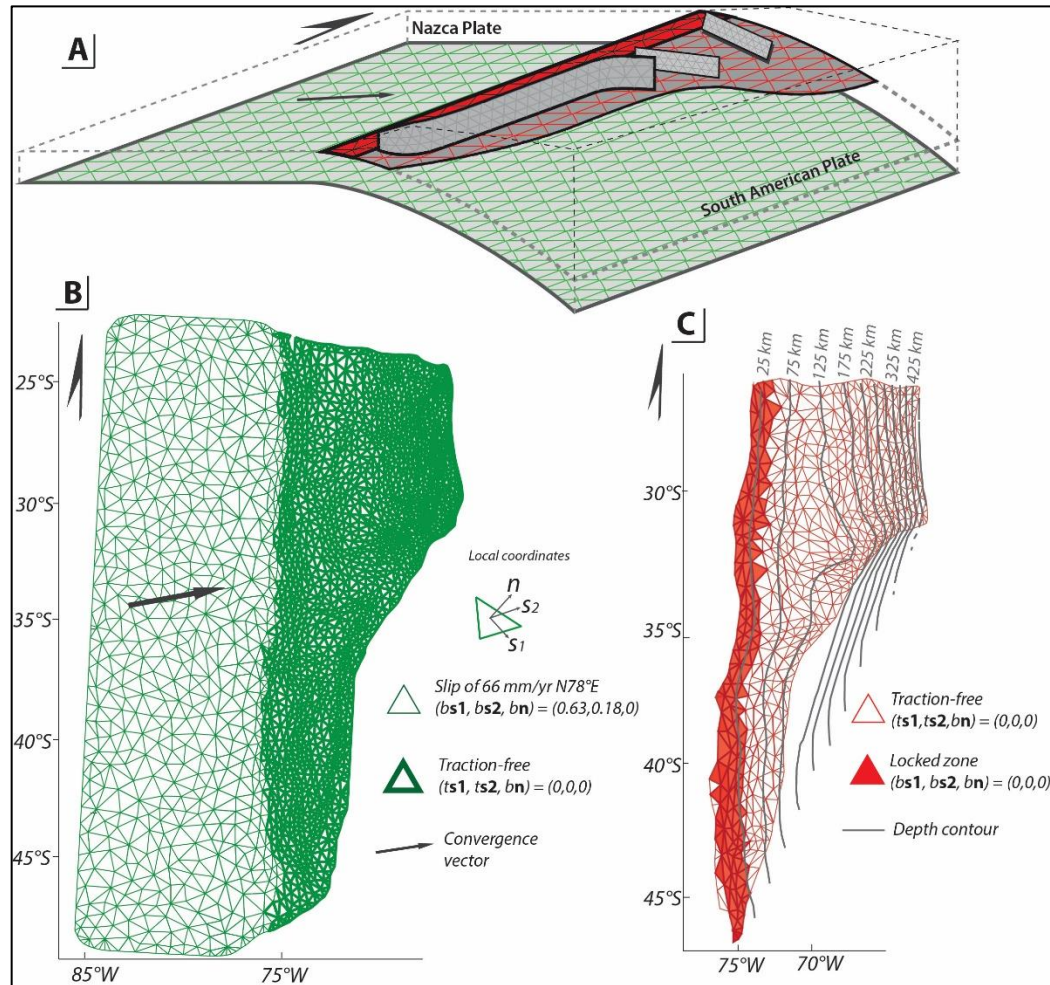 A
Nazca Plate
South American Plate
B
25°S
30°S
35°S
40°S
45°S
85°W
75°W
Local coordinates
n
s2
s1
Slip of 66 mm/yr N78°E
(bs1, bs2, bn) = (0.63,0.18,0)
Traction-free
(ts1, ts2, bn) = (0,0,0)
Convergence
vector
C
25 km
75 km
125 km
175 km
225 km
325 km
425 km
30°S
35°S
40°S
45°S
75°W
70°W
Traction-free
(ts1,ts2,bn) = (0,0,0)
Locked zone
(bs1, bs2, bn) = (0,0,0)
Depth contour